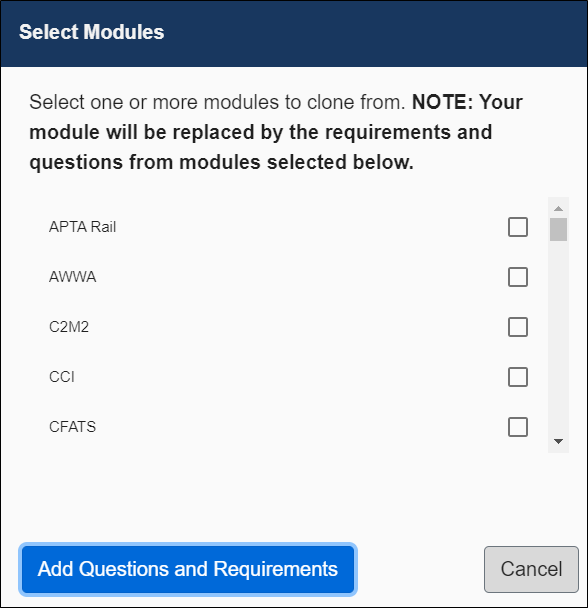 Select Modules
Select one or more modules to clone from. NOTE: Your
module will be replaced by the requirements and
questions from modules selected below.
APTA Rail
AWWA
C2M2
CCI
CFATS
Add Questions and Requirements
Cancel